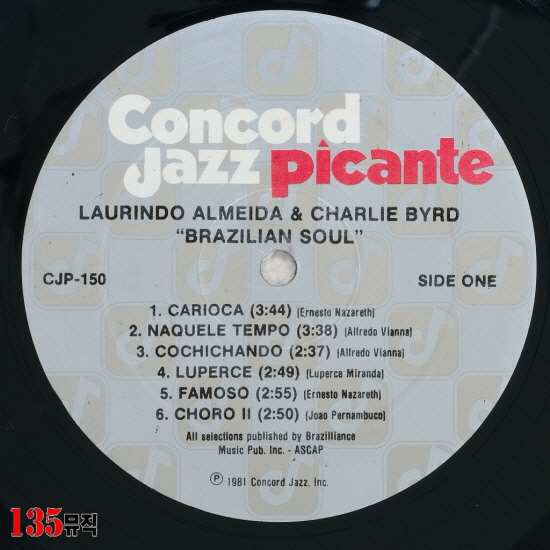 Concord
Jazz picante
LAURINDO ALMEIDA & CHARLIE BYRD
"BRAZILIAN SOUL"
CJP-150
SIDE ONE
1. CARIOCA (3:44) (Ernesto Nazareth)
2. NAQUELE TEMPO (3:38) (Alfredo Vianna)
3. COCHICHANDO (2:37) (Alfredo Vianna)
4. LUPERCE (2:49) (Luperce Miranda)
5. FAMOSO (2:55) (Ernesto Nazareth)
6. CHORO II (2:50) (Joao Pernambuco)
All selections published by Brazilliance
Music Pub. Inc. - ASCAP
Ⓟ 1981 Concord Jazz, Inc.
135뮤직